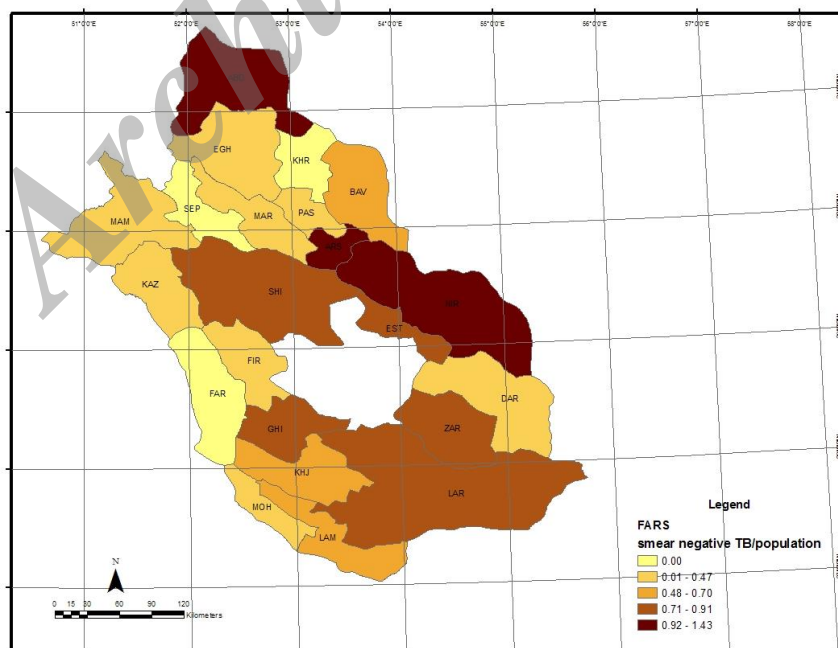 51°0'0"E 52°0'0"E 53°0'0"E 54°0'0"E 55°0'0"E 56°0'0"E 57°0'0"E 58°0'0"E
EGH
KHR
BAV
SEP
MAR
PAS
MAM
KAZ
SHI
EST
FIR
FAR
DAR
GHI
ZAR
KHJ
LAR
MOH
LAM
Legend
FARS
smear negative TB/population
0.00
0.01 - 0.47
0.48 - 0.70
0.71 - 0.91
0.92 - 1.43
N
0 15 30 60 90 120
Kilometers